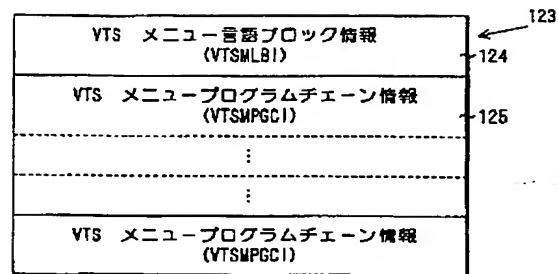 123
VTS メニュー言語ブロック情報
(VTSMLBI)
124
VTS メニュープログラムチェーン情報
(VTSMPGCI)
125
⋮
⋮
VTS メニュープログラムチェーン情報
(VTSMPGCI)